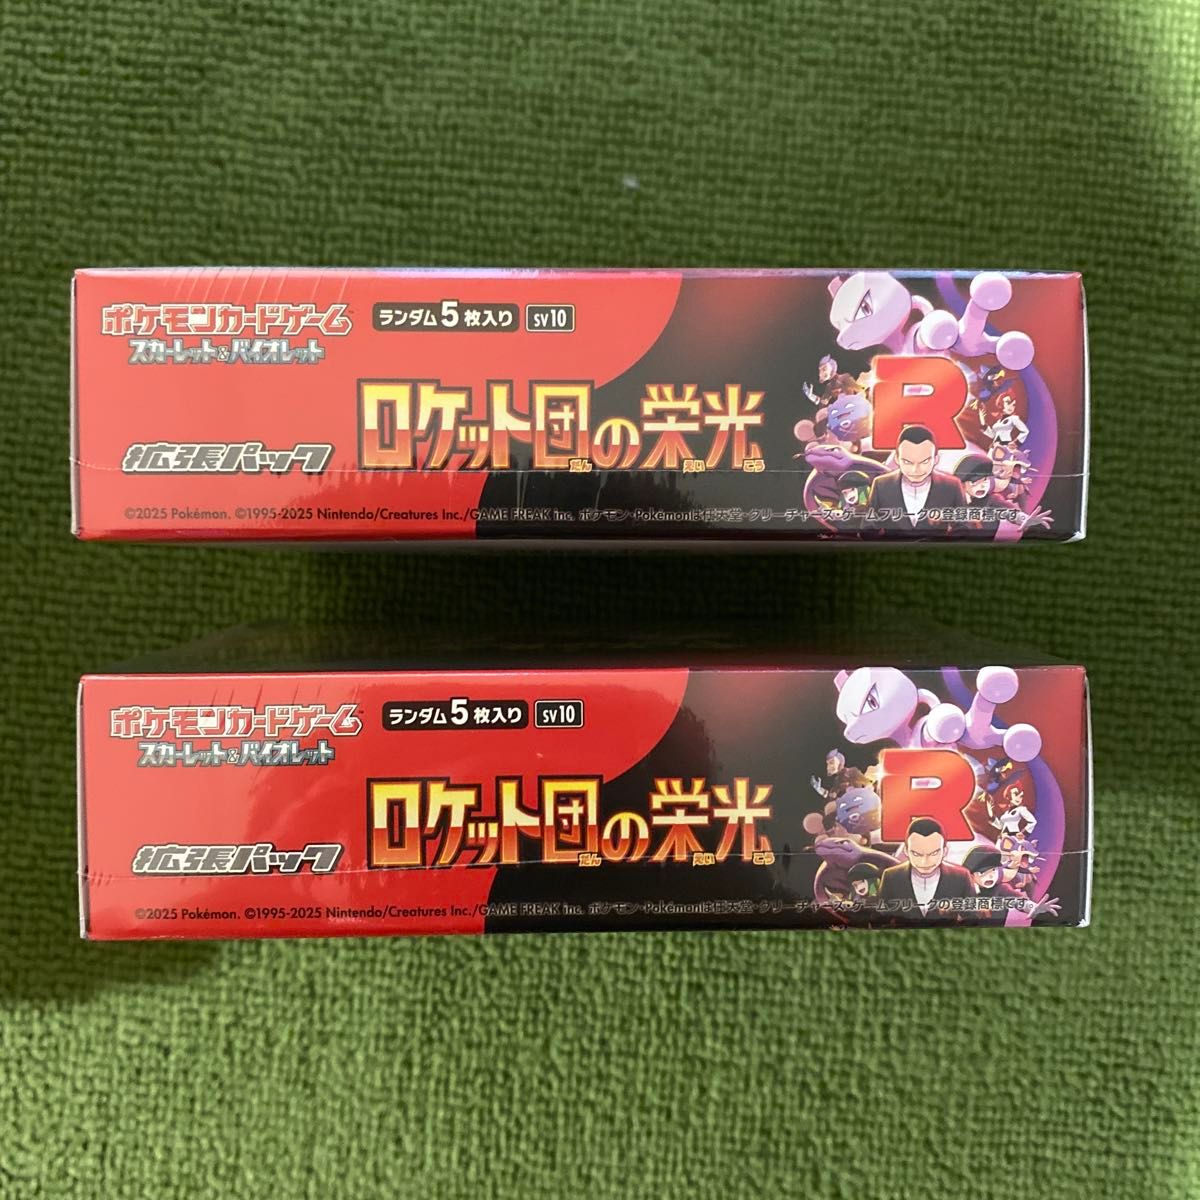 ポケモンカードゲーム
スカーレット&バイオレット
ランダム5枚入り
SV10
ロケット団の栄光
だん えいこう
拡張パック
R
©2025 Pokémon. ©1995-2025 Nintendo/Creatures Inc./GAME FREAK inc. ポケモン・Pokémonは任天堂・クリーチャーズ・ゲームフリークの登録商標です。
ポケモンカードゲーム
スカーレット&バイオレット
ランダム5枚入り
SV10
ロケット団の栄光
だん えいこう
拡張パック
R
©2025 Pokémon. ©1995-2025 Nintendo/Creatures Inc./GAME FREAK inc. ポケモン・Pokémonは任天堂・クリーチャーズ・ゲームフリークの登録商標です。